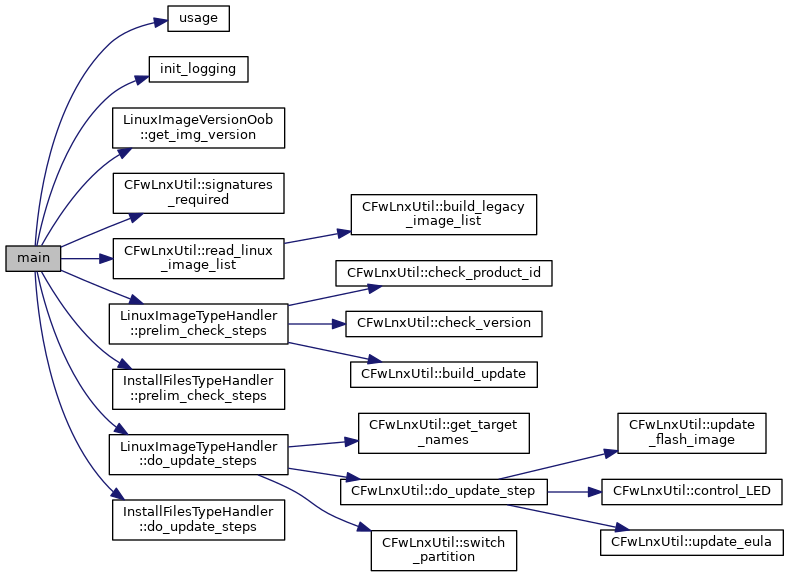 main
usage
init_logging
LinuxImageVersionOob
::get_img_version
CFwLnxUtil::signatures
_required
CFwLnxUtil::read_linux
_image_list
CFwLnxUtil::build_legacy
_image_list
LinuxImageTypeHandler
::prelim_check_steps
CFwLnxUtil::check_product_id
CFwLnxUtil::check_version
CFwLnxUtil::build_update
InstallFilesTypeHandler
::prelim_check_steps
LinuxImageTypeHandler
::do_update_steps
CFwLnxUtil::get_target
_names
CFwLnxUtil::do_update_step
CFwLnxUtil::update
_flash_image
CFwLnxUtil::control_LED
CFwLnxUtil::update_eula
CFwLnxUtil::switch
_partition
InstallFilesTypeHandler
::do_update_steps